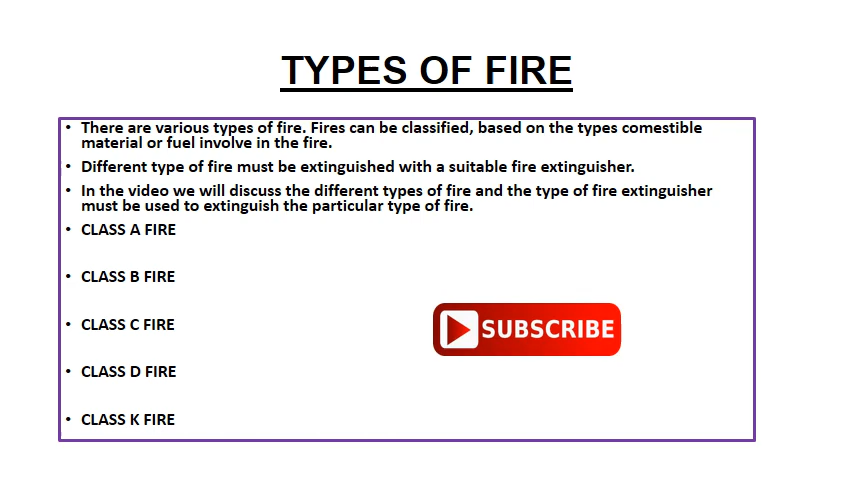 TYPES OF FIRE
• There are various types of fire. Fires can be classified, based on the types comestible
material or fuel involve in the fire.
• Different type of fire must be extinguished with a suitable fire extinguisher.
• In the video we will discuss the different types of fire and the type of fire extinguisher
must be used to extinguish the particular type of fire.
• CLASS A FIRE
• CLASS B FIRE
• CLASS C FIRE
SUBSCRIBE
• CLASS D FIRE
• CLASS K FIRE